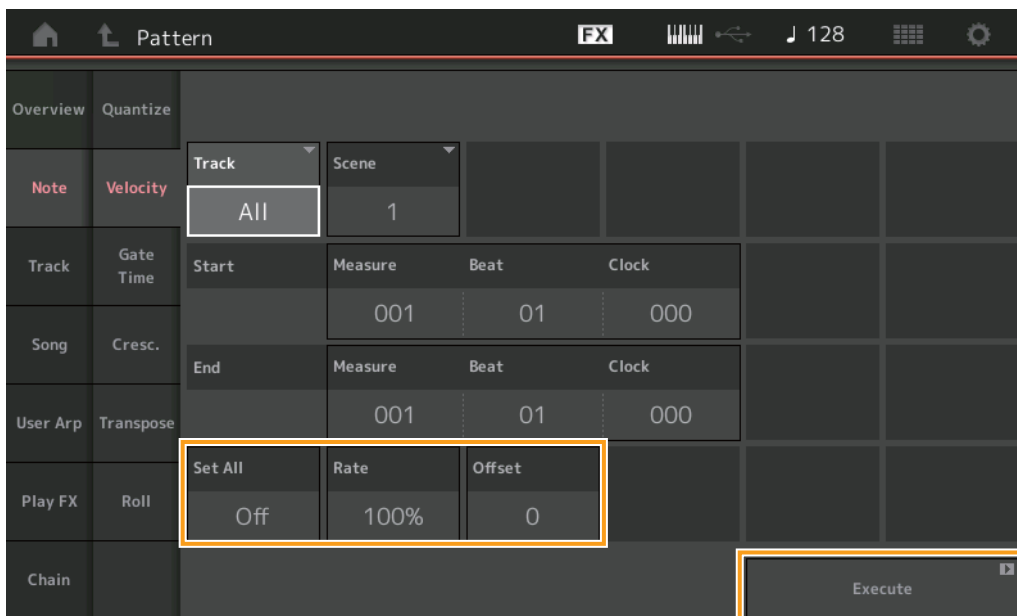 Pattern FX 128
Overview Quantize
Track Scene
Note Velocity
All 1
Track Gate Time Start Measure Beat Clock
001 01 000
Song Cresc. End Measure Beat Clock
User Arp Transpose 001 01 000
Set All Rate Offset
Play FX Roll Off 100% 0
Chain Execute